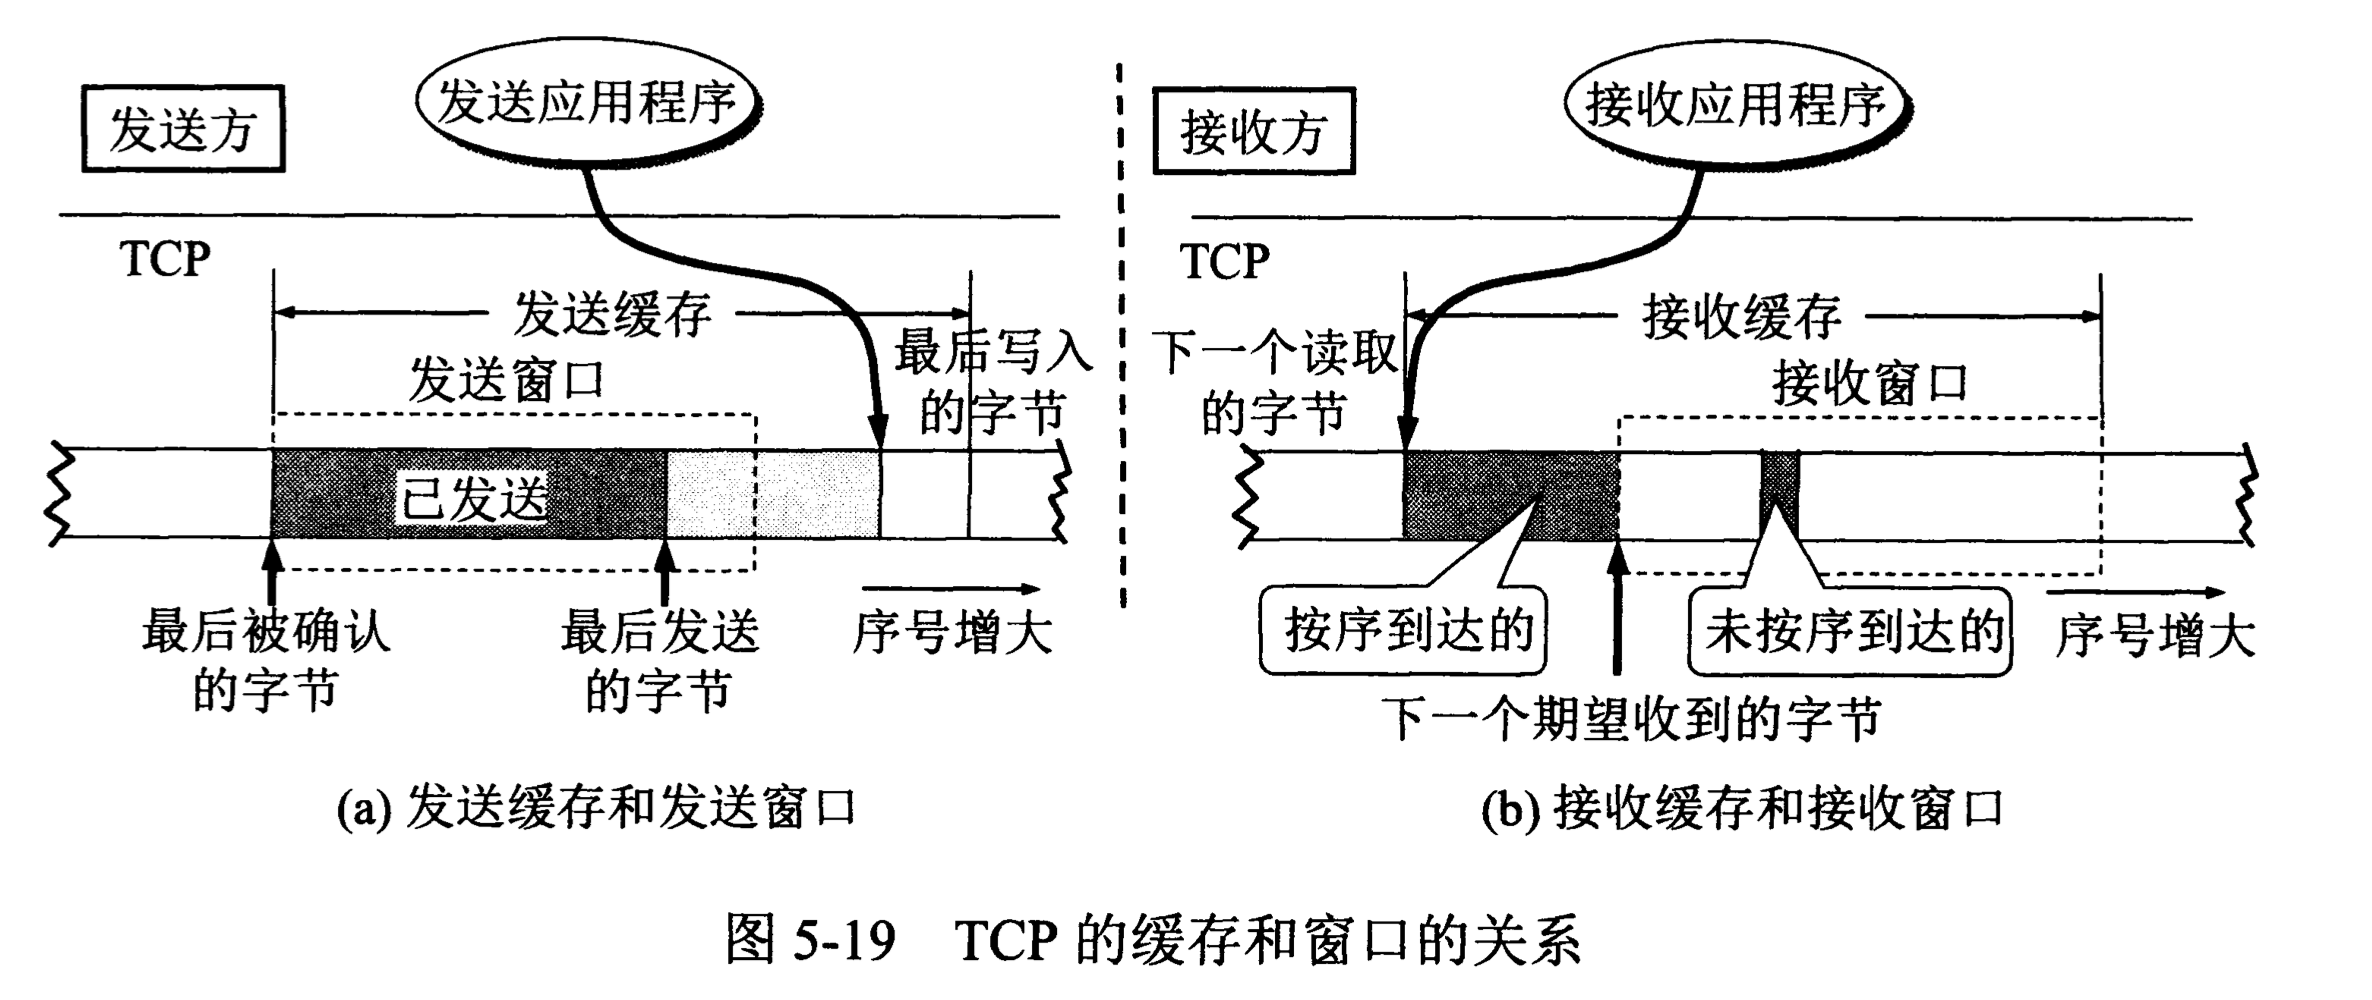 发送方
发送应用程序
TCP
发送缓存
发送窗口
最后写入
的字节
已发送
最后被确认
的字节
最后发送
的字节
序号增大
(a) 发送缓存和发送窗口
接收方
接收应用程序
TCP
接收缓存
下一个读取
的字节
接收窗口
按序到达的
未按序到达的
序号增大
下一个期望收到的字节
(b) 接收缓存和接收窗口
图 5-19 TCP 的缓存和窗口的关系